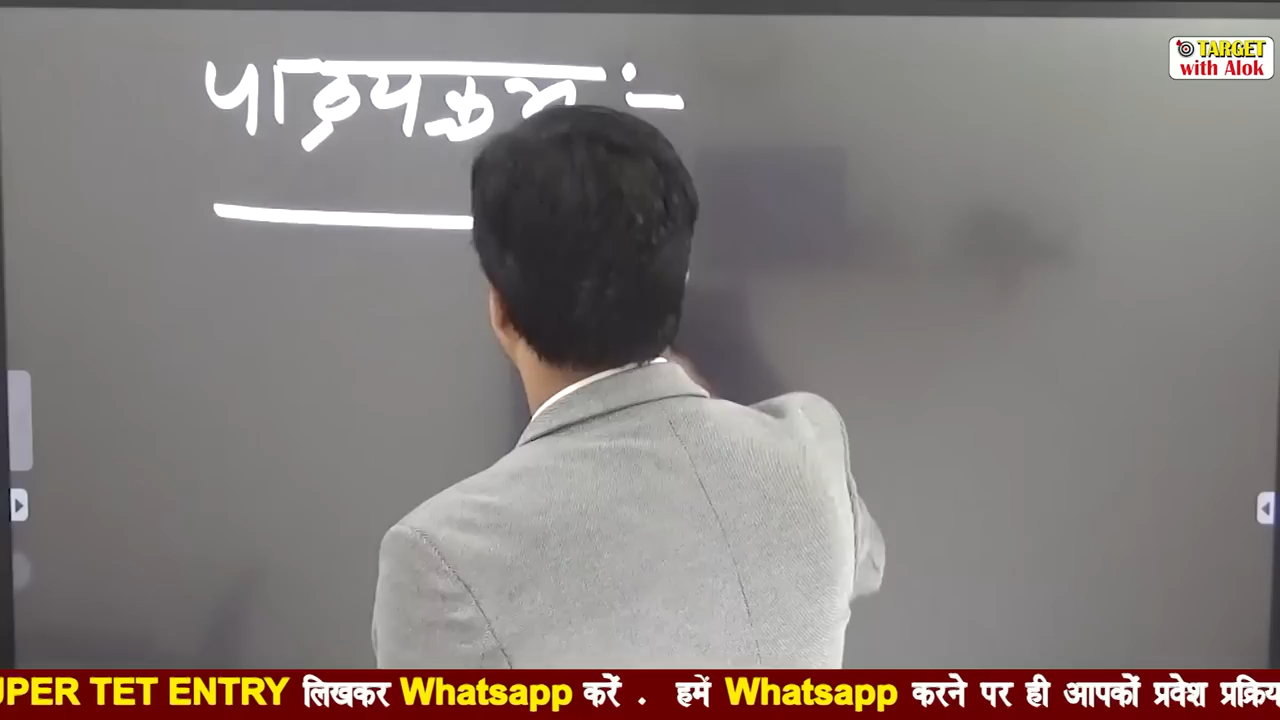 TARGET
with Alok
पाठ्यक्रम :-
UPER TET ENTRY लिखकर Whatsapp करें . हमें Whatsapp करने पर ही आपकों प्रवेश प्रक्रिय